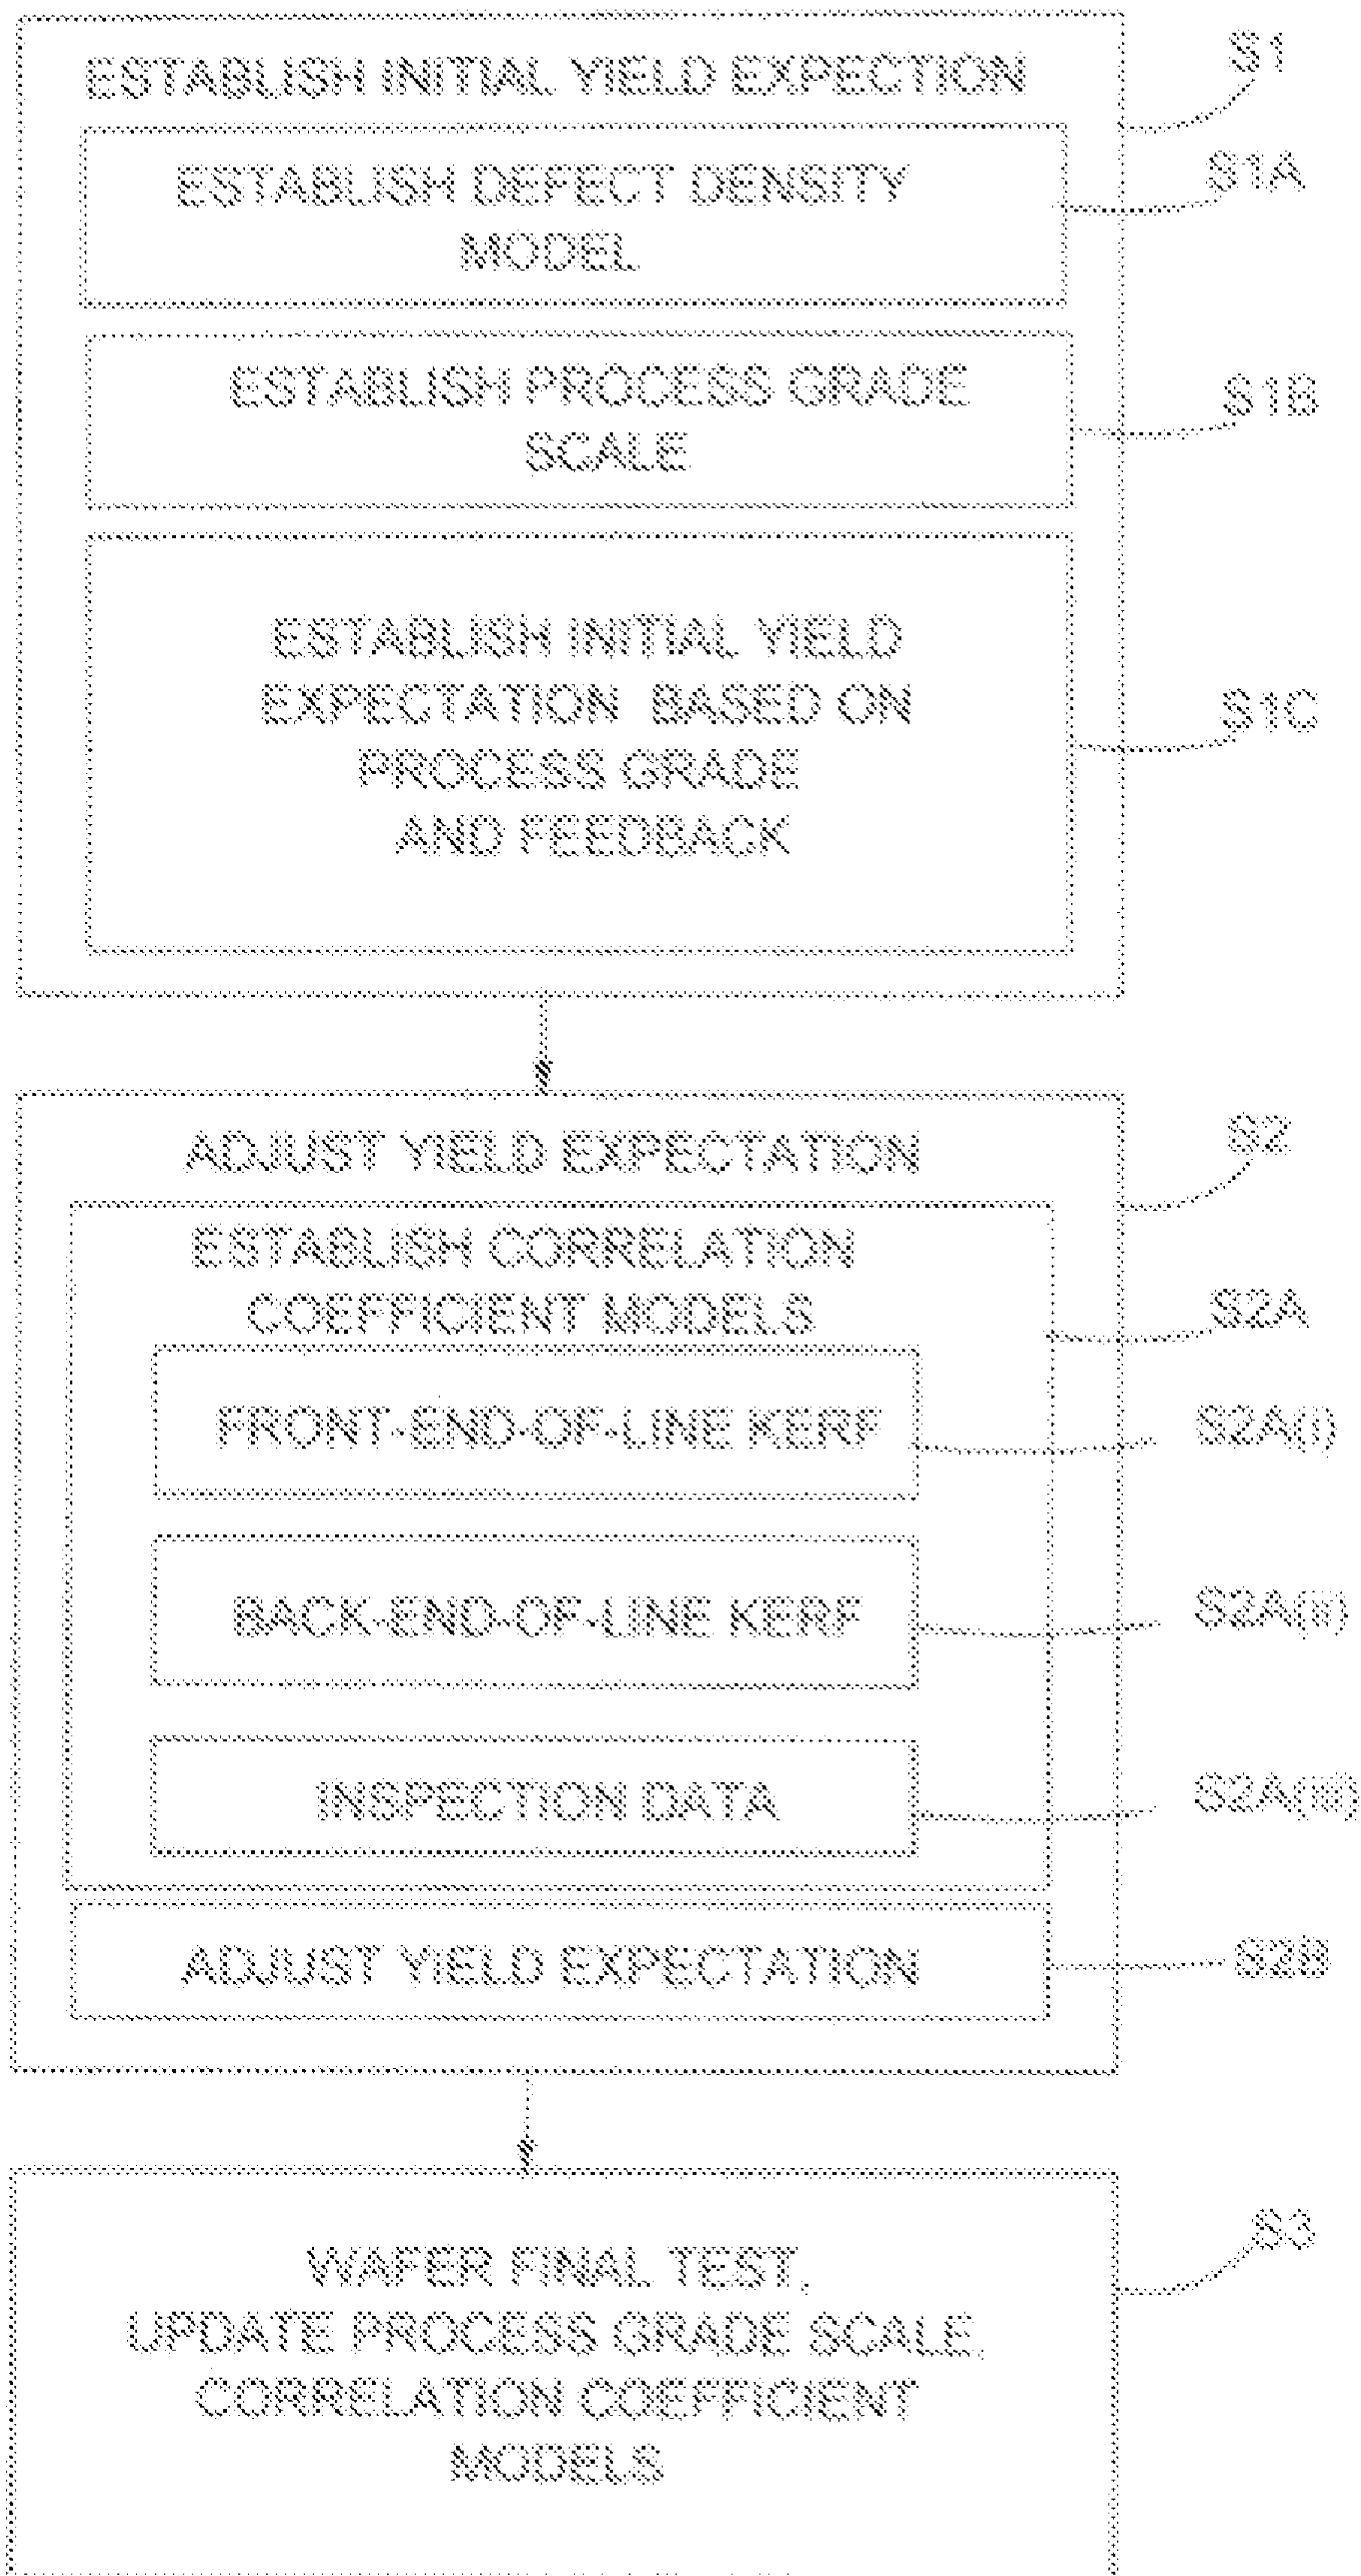 ESTABLISH INITIAL YIELD EXPECTION
S1
ESTABLISH DEFECT DENSITY
MODEL
S1A
ESTABLISH PROCESS GRADE
SCALE
S1B
ESTABLISH INITIAL YIELD
EXPECTATION BASED ON
PROCESS GRADE
AND FEEDBACK
S1C
ADJUST YIELD EXPECTATION
S2
ESTABLISH CORRELATION
COEFFICIENT MODELS
S2A
FRONT-END-OF-LINE KERF
S2A(i)
BACK-END-OF-LINE KERF
S2A(ii)
INSPECTION DATA
S2A(iii)
ADJUST YIELD EXPECTATION
S2B
WAFER FINAL TEST,
UPDATE PROCESS GRADE SCALE,
CORRELATION COEFFICIENT
MODELS
S3